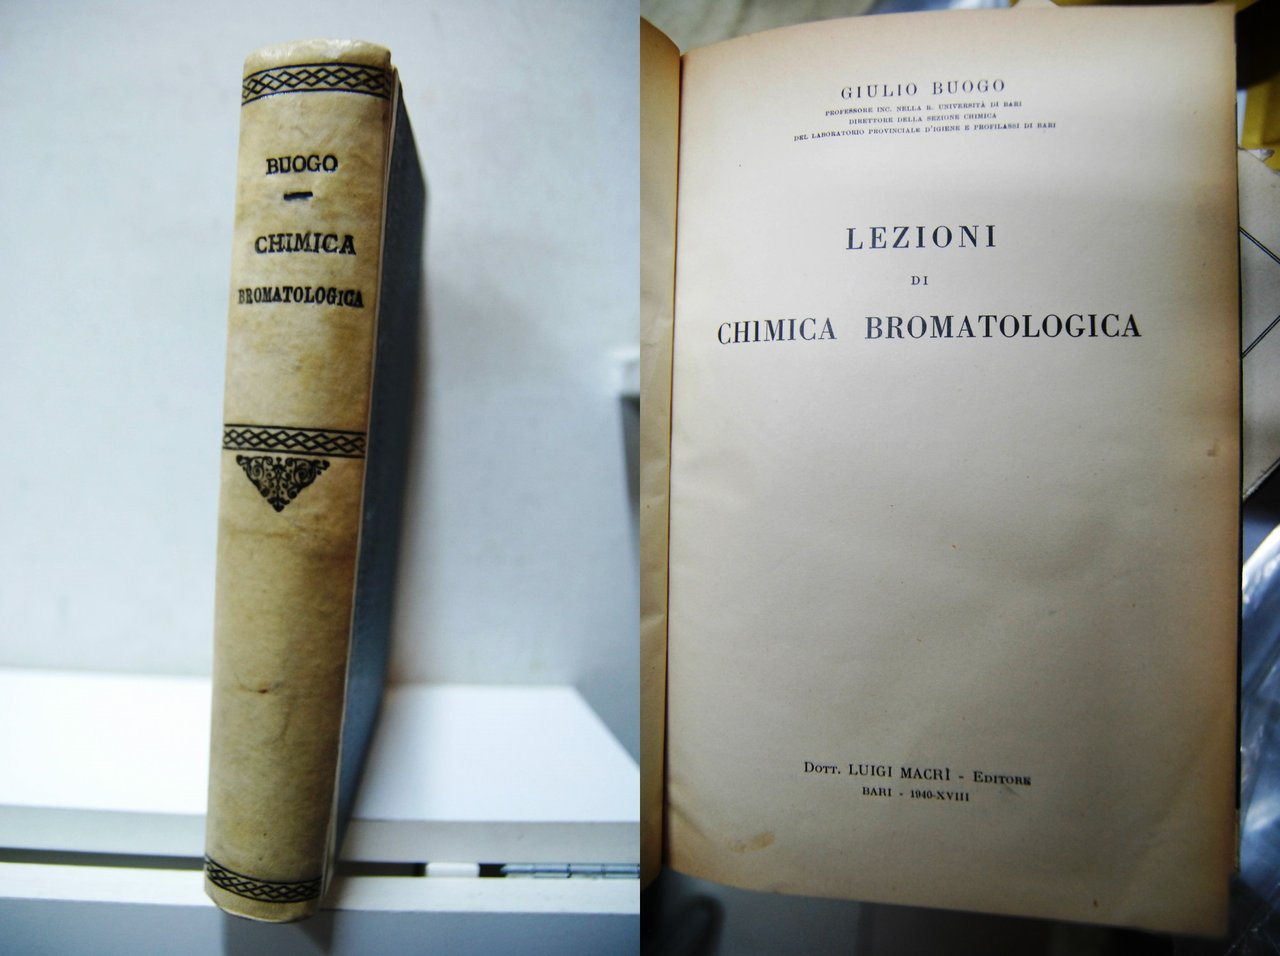 BUOGO
CHIMICA
BROMATOLOGICA
GIULIO BUOGO
PROFESSORE INC. NELLA R. UNIVERSITÀ DI BARI
DIRETTORE DELLA SEZIONE CHIMICA
DEL LABORATORIO PROVINCIALE D'IGIENE E PROFILASSI DI BARI
LEZIONI
DI
CHIMICA BROMATOLOGICA
DOTT. LUIGI MACRÌ - EDITORE
BARI - 1940-XVIII